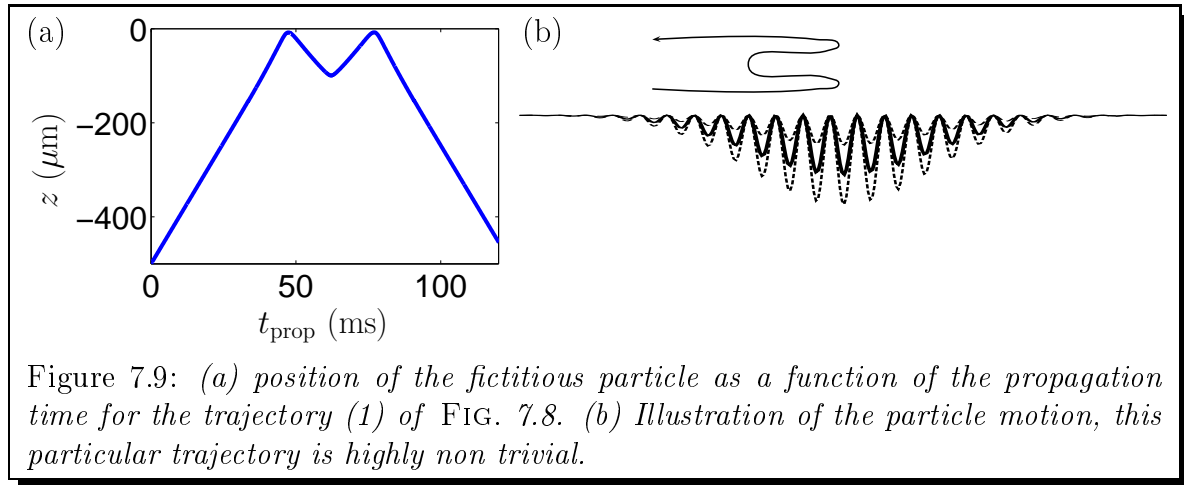 (a)
0
−200
−400
z (μm)
0
50
100
t_prop (ms)
(b)
Figure 7.9: (a) position of the fictitious particle as a function of the propagation
time for the trajectory (1) of FIG. 7.8. (b) Illustration of the particle motion, this
particular trajectory is highly non trivial.